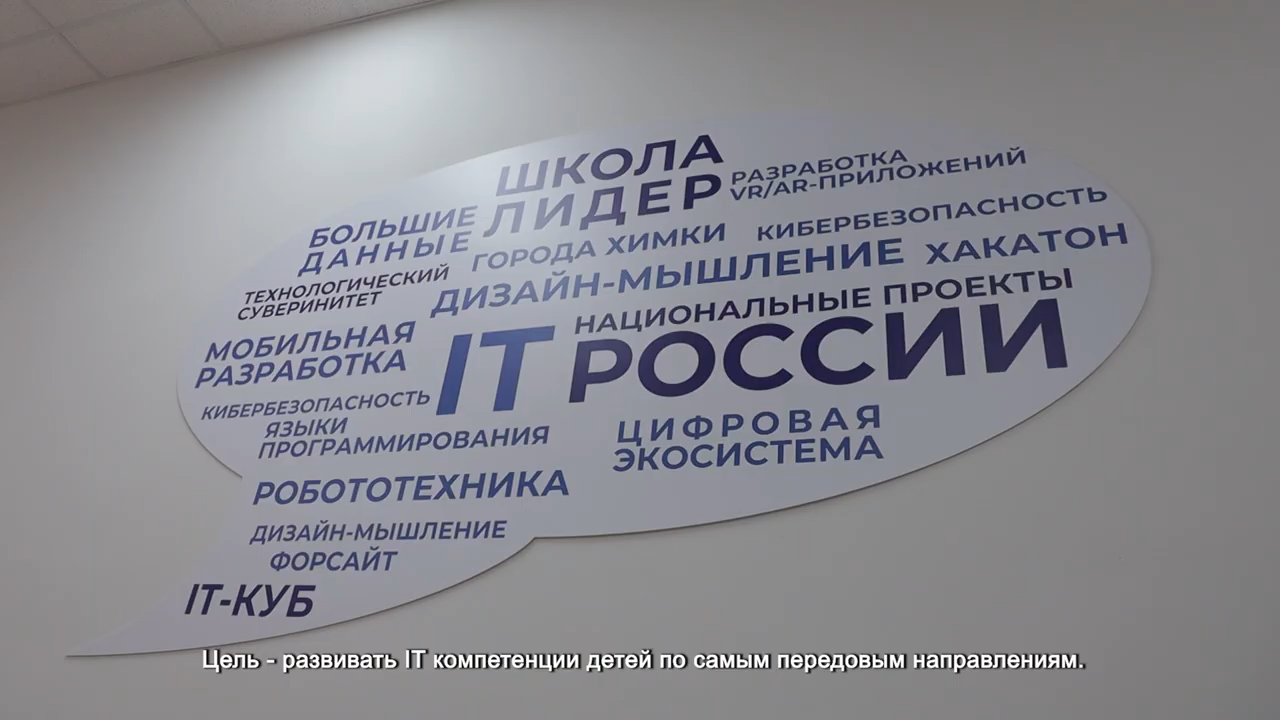 ШКОЛА
ЛИДЕР
РАЗРАБОТКА
VR/AR-ПРИЛОЖЕНИЙ
БОЛЬШИЕ
ДАННЫЕ
ГОРОДА ХИМКИ
КИБЕРБЕЗОПАСНОСТЬ
ТЕХНОЛОГИЧЕСКИЙ
СУВЕРИНИТЕТ
ДИЗАЙН-МЫШЛЕНИЕ
ХАКАТОН
НАЦИОНАЛЬНЫЕ ПРОЕКТЫ
МОБИЛЬНАЯ
РАЗРАБОТКА
IT РОССИИ
КИБЕРБЕЗОПАСНОСТЬ
ЯЗЫКИ
ПРОГРАММИРОВАНИЯ
ЦИФРОВАЯ
ЭКОСИСТЕМА
РОБОТОТЕХНИКА
ДИЗАЙН-МЫШЛЕНИЕ
ФОРСАЙТ
IT-КУБ
Цель - развивать IT компетенции детей по самым передовым направлениям.